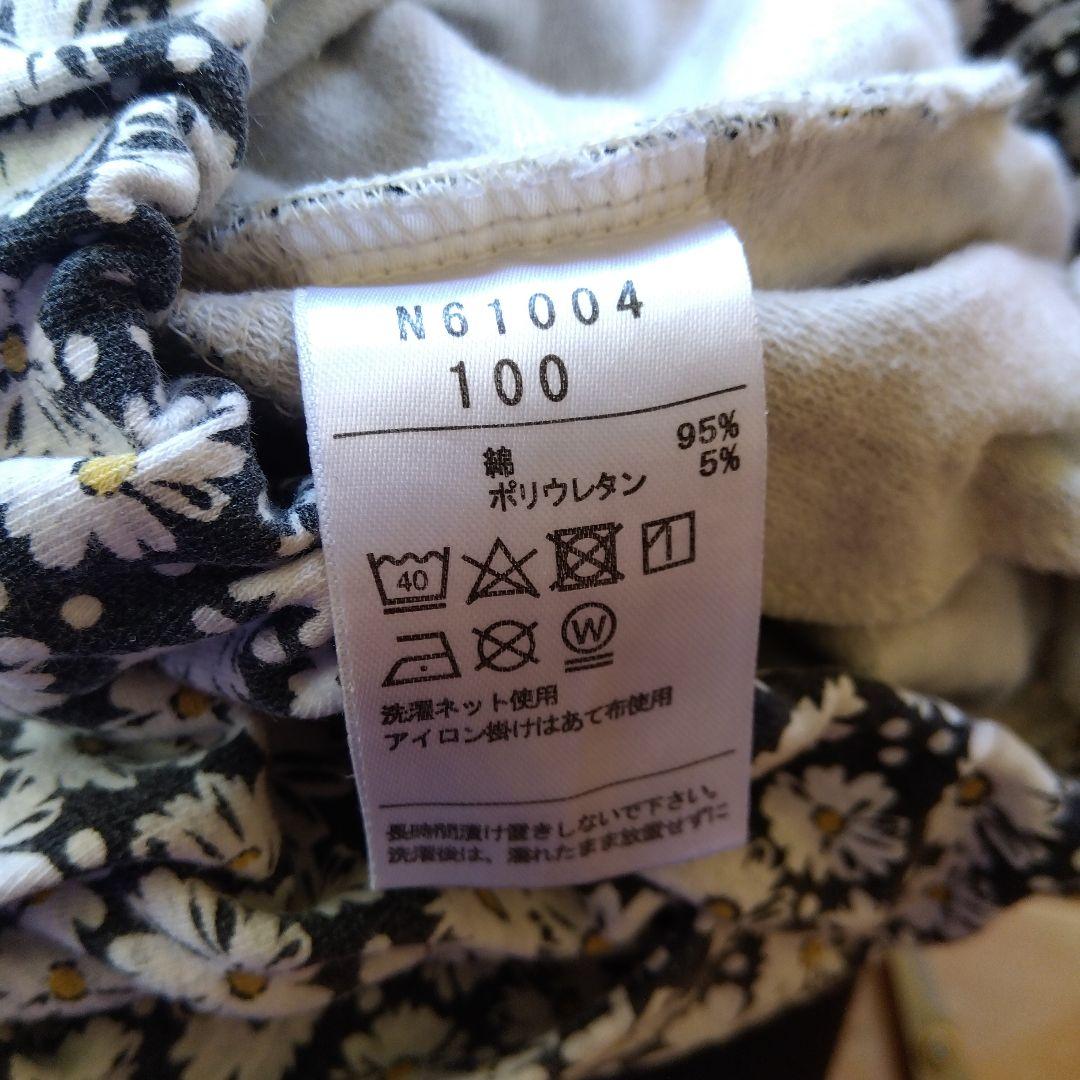 N61004
100
綿 95%
ポリウレタン 5%
40
W
洗濯ネット使用
アイロン掛けはあて布使用
長時間漬け置きしないで下さい。
洗濯後は、濡れたまま放置せずに